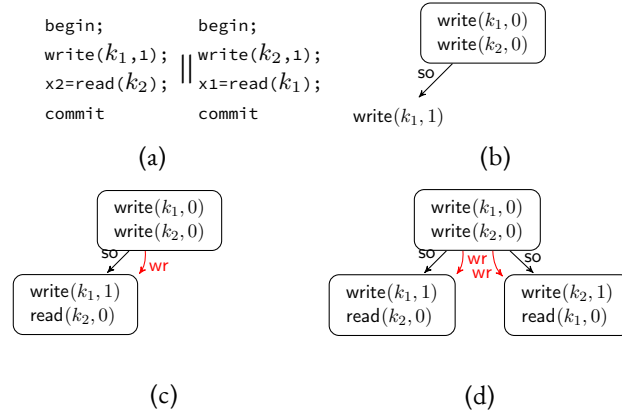 begin;
write(k₁,1);
x2=read(k₂);
commit
||
begin;
write(k₂,1);
x1=read(k₁);
commit
(a)
write(k₁, 0)
write(k₂, 0)
so
write(k₁, 1)
(b)
write(k₁, 0)
write(k₂, 0)
so
wr
write(k₁, 1)
read(k₂, 0)
(c)
write(k₁, 0)
write(k₂, 0)
so
wr
wr
so
write(k₁, 1)
read(k₂, 0)
write(k₂, 1)
read(k₁, 0)
(d)